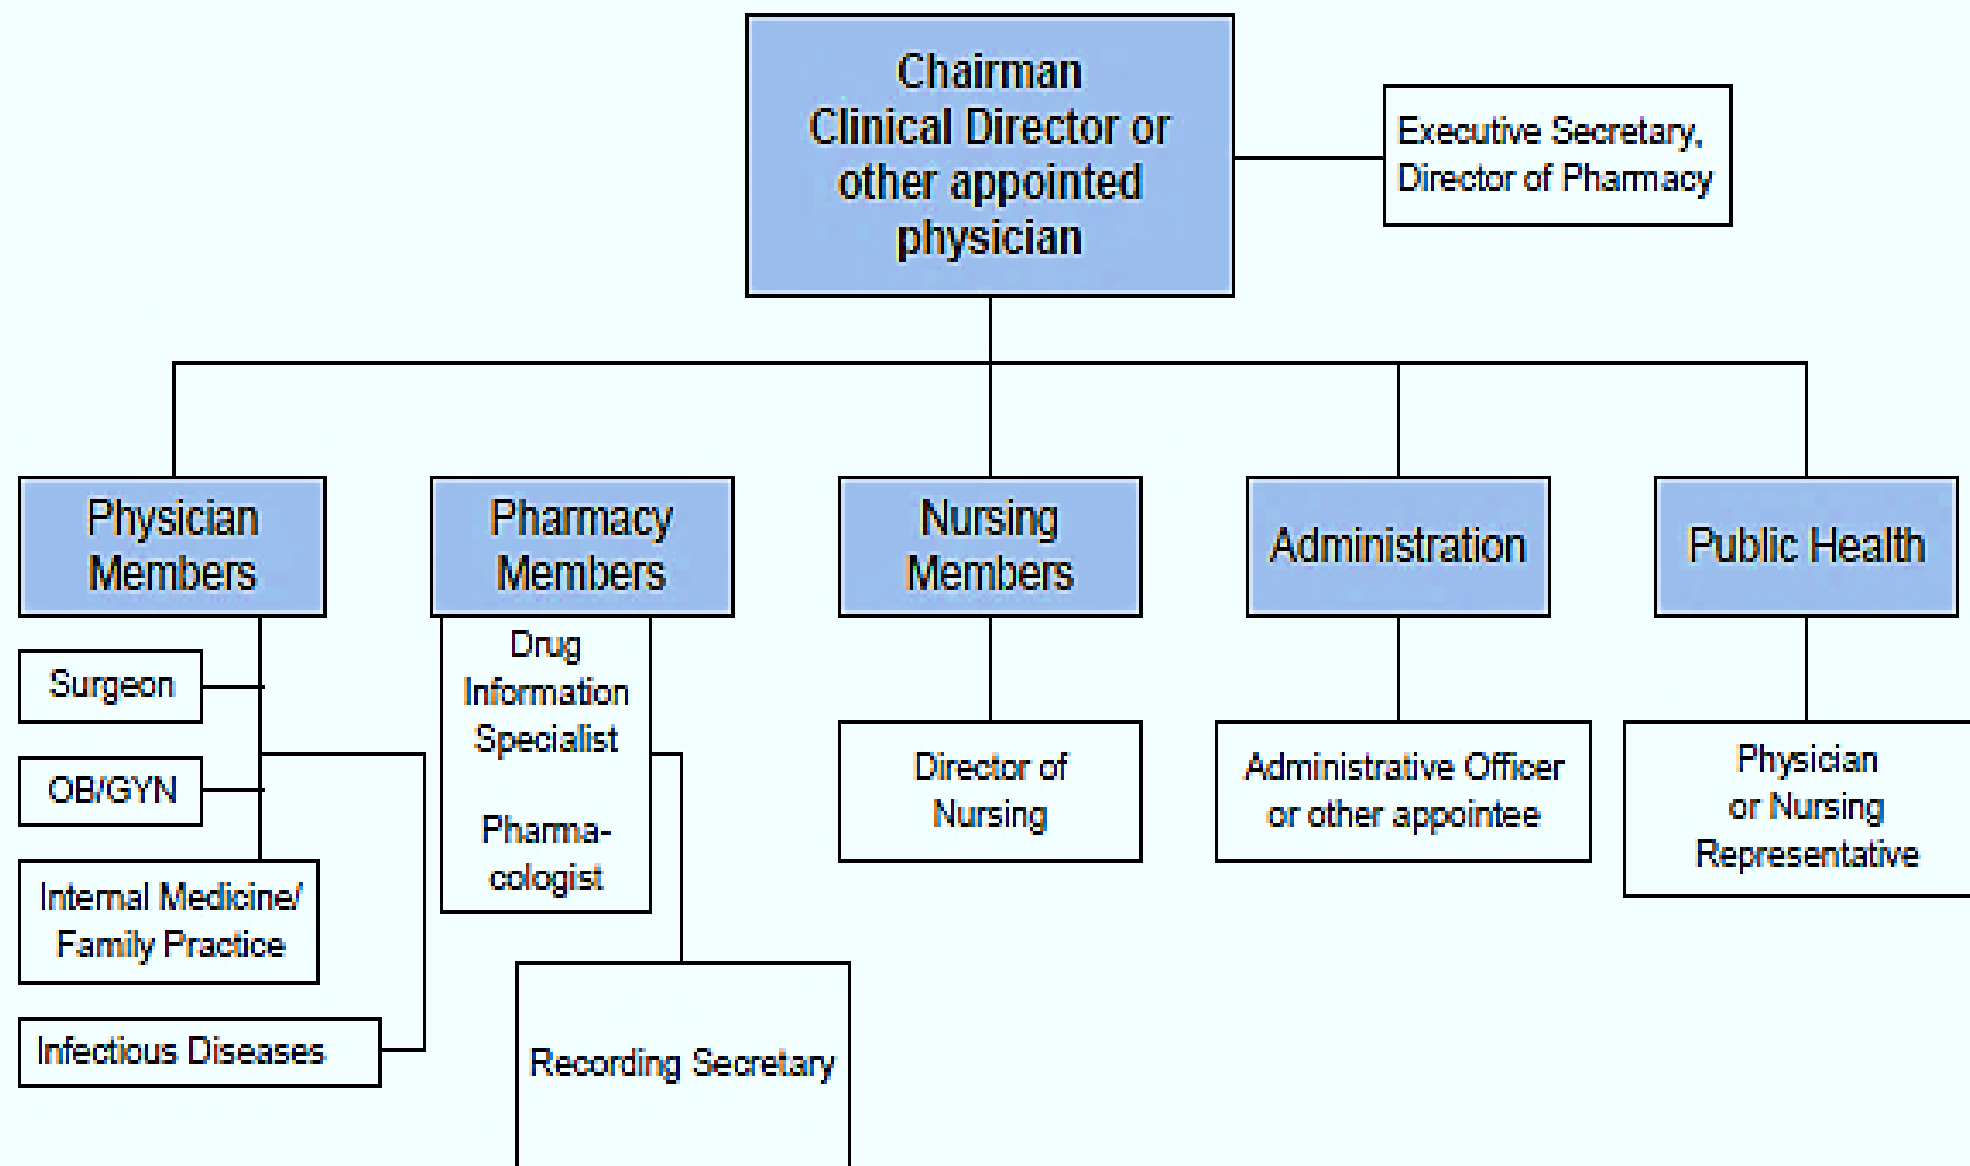 Chairman
Clinical Director or
other appointed
physician
Executive Secretary,
Director of Pharmacy
Physician
Members
Pharmacy
Members
Nursing
Members
Administration
Public Health
Surgeon
OB/GYN
Internal Medicine/
Family Practice
Infectious Diseases
Drug
Information
Specialist
Pharma-
cologist
Recording Secretary
Director of
Nursing
Administrative Officer
or other appointee
Physician
or Nursing
Representative